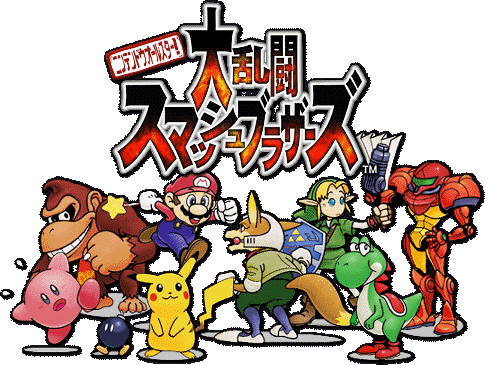 ニンテンドウオールスター!
大乱闘
スマッシュブラザーズ
TM